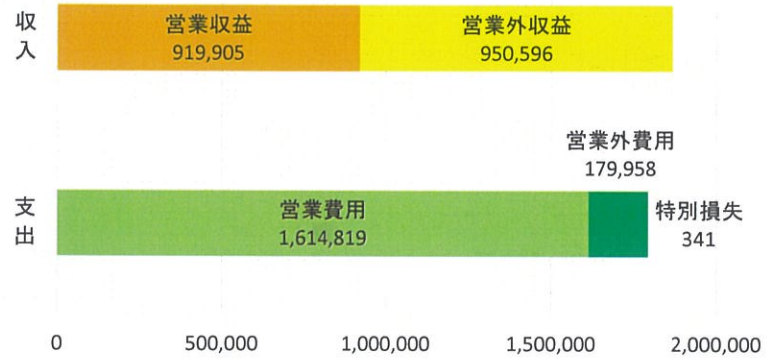 収入
営業収益
919,905
営業外収益
950,596
営業外費用
179,958
支出
営業費用
1,614,819
特別損失
341
0
500,000
1,000,000
1,500,000
2,000,000